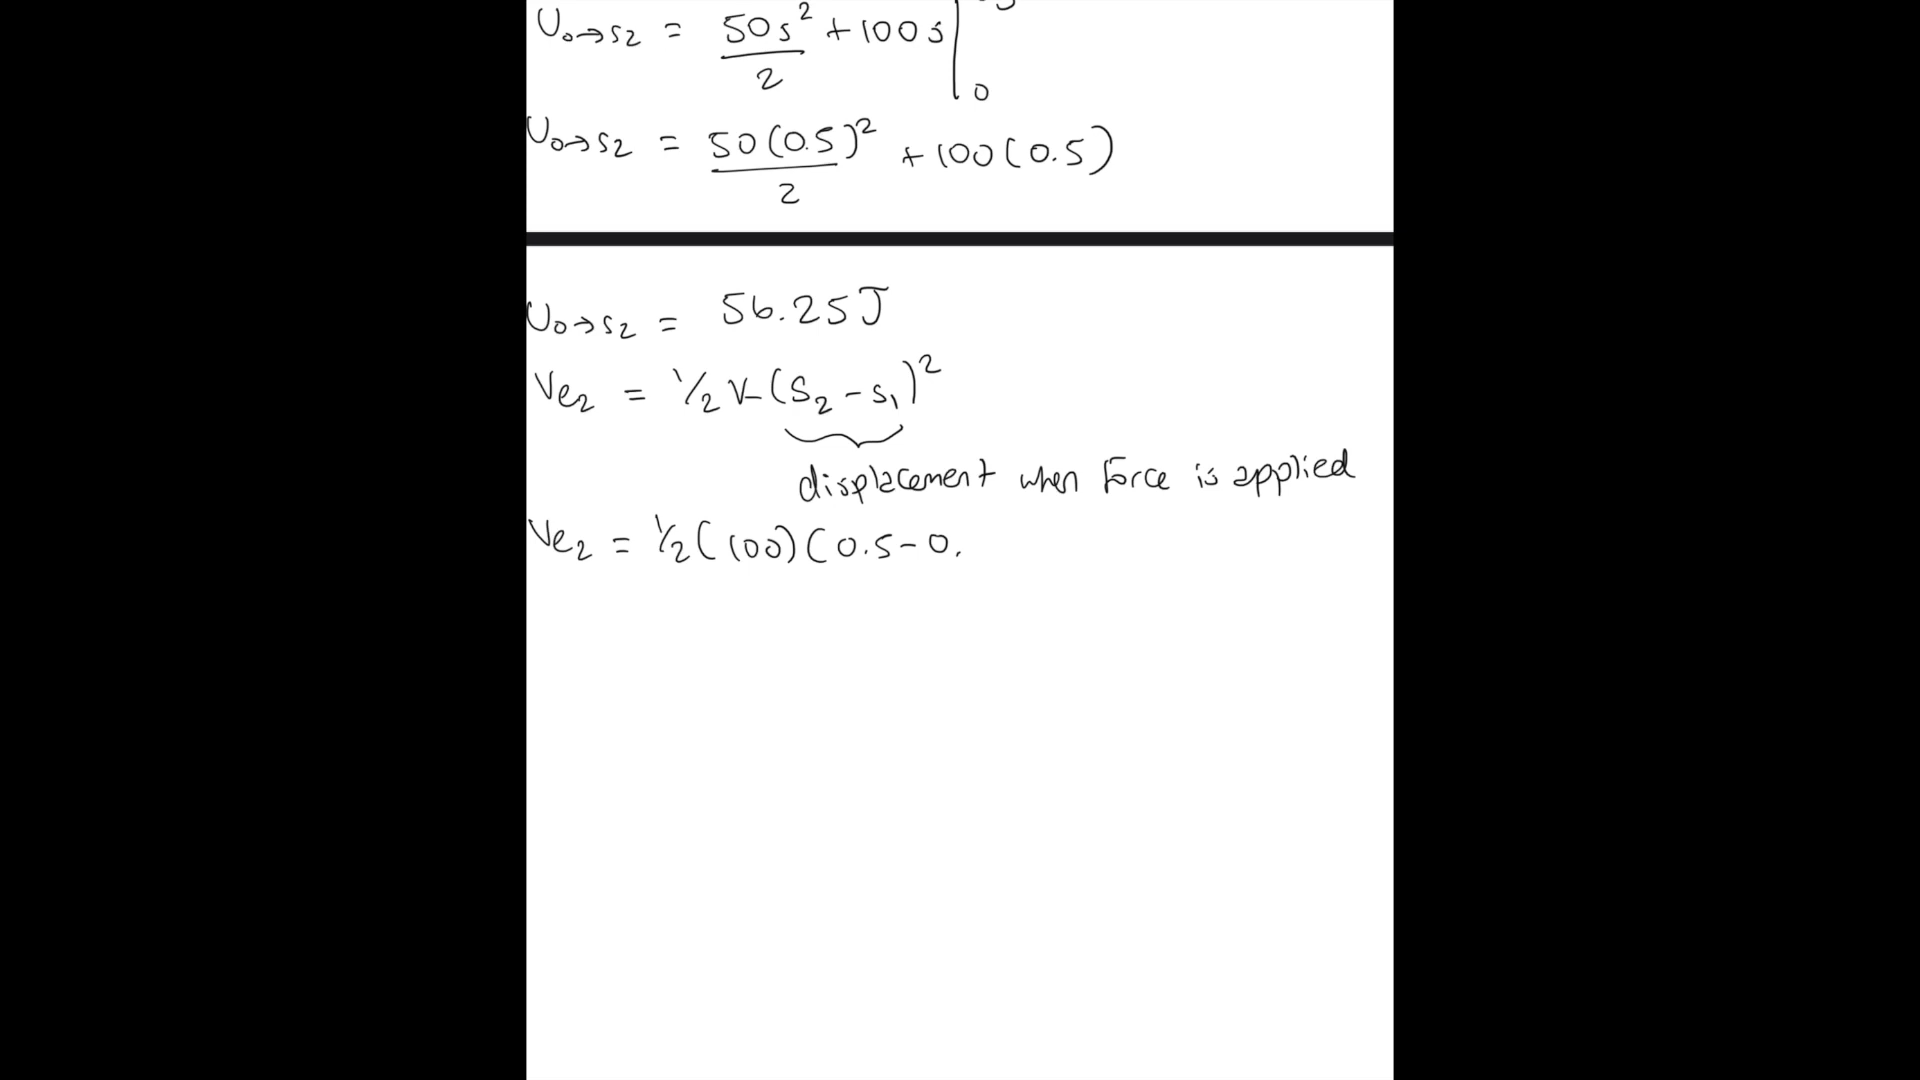 U₀→s₂ = 50s²/2 + 100s |₀
U₀→s₂ = 50(0.5)²/2 + 100(0.5)
U₀→s₂ = 56.25J
Ve₂ = ½ k(s₂-s₁)²
displacement when Force is applied
Ve₂ = ½(100)(0.5-0.